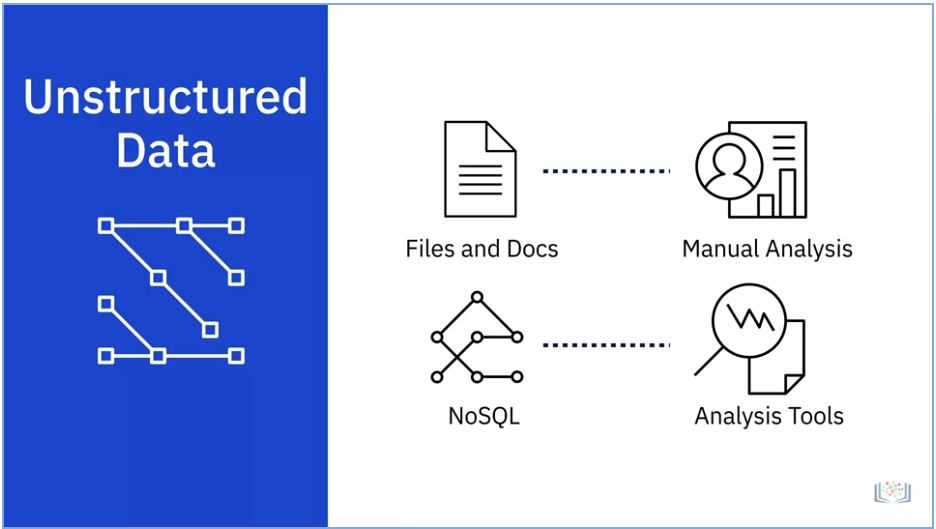 Unstructured
Data
Files and Docs
Manual Analysis
NoSQL
Analysis Tools